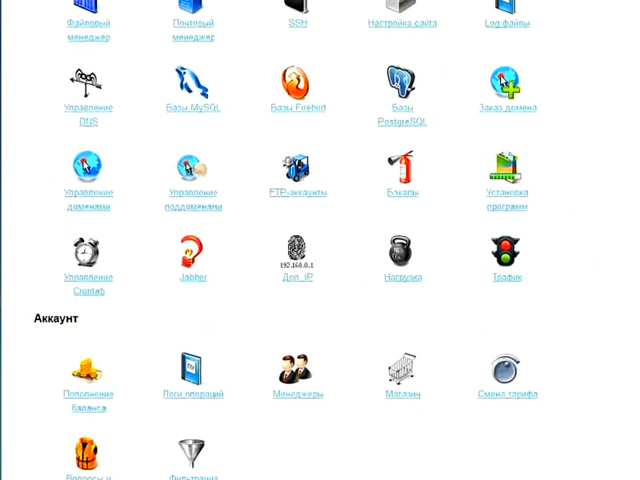 Файловый менеджер
Почтовый менеджер
SSH
Настройка сайта
Log-файлы
Управление DNS
Базы MySQL
Базы Firebird
Базы PostgreSQL
Заказ домена
Управление доменами
Управление поддоменами
FTP-аккаунты
Бэкапы
Установка программ
Управление Crontab
Jabber
192.168.0.1
Доп. IP
Нагрузка
Трафик
Аккаунт
Пополнение баланса
Логи операций
Менеджеры
Магазин
Смена тарифа
Вопросы и
Фильтрация